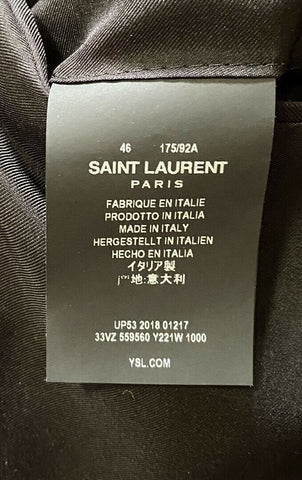 46 175/92A
SAINT LAURENT
PARIS
FABRIQUE EN ITALIE
PRODOTTO IN ITALIA
MADE IN ITALY
HERGESTELLT IN ITALIEN
HECHO EN ITALIA
イタリア製
地:意大利
UP53 2018 01217
33VZ 559560 Y221W 1000
YSL.COM